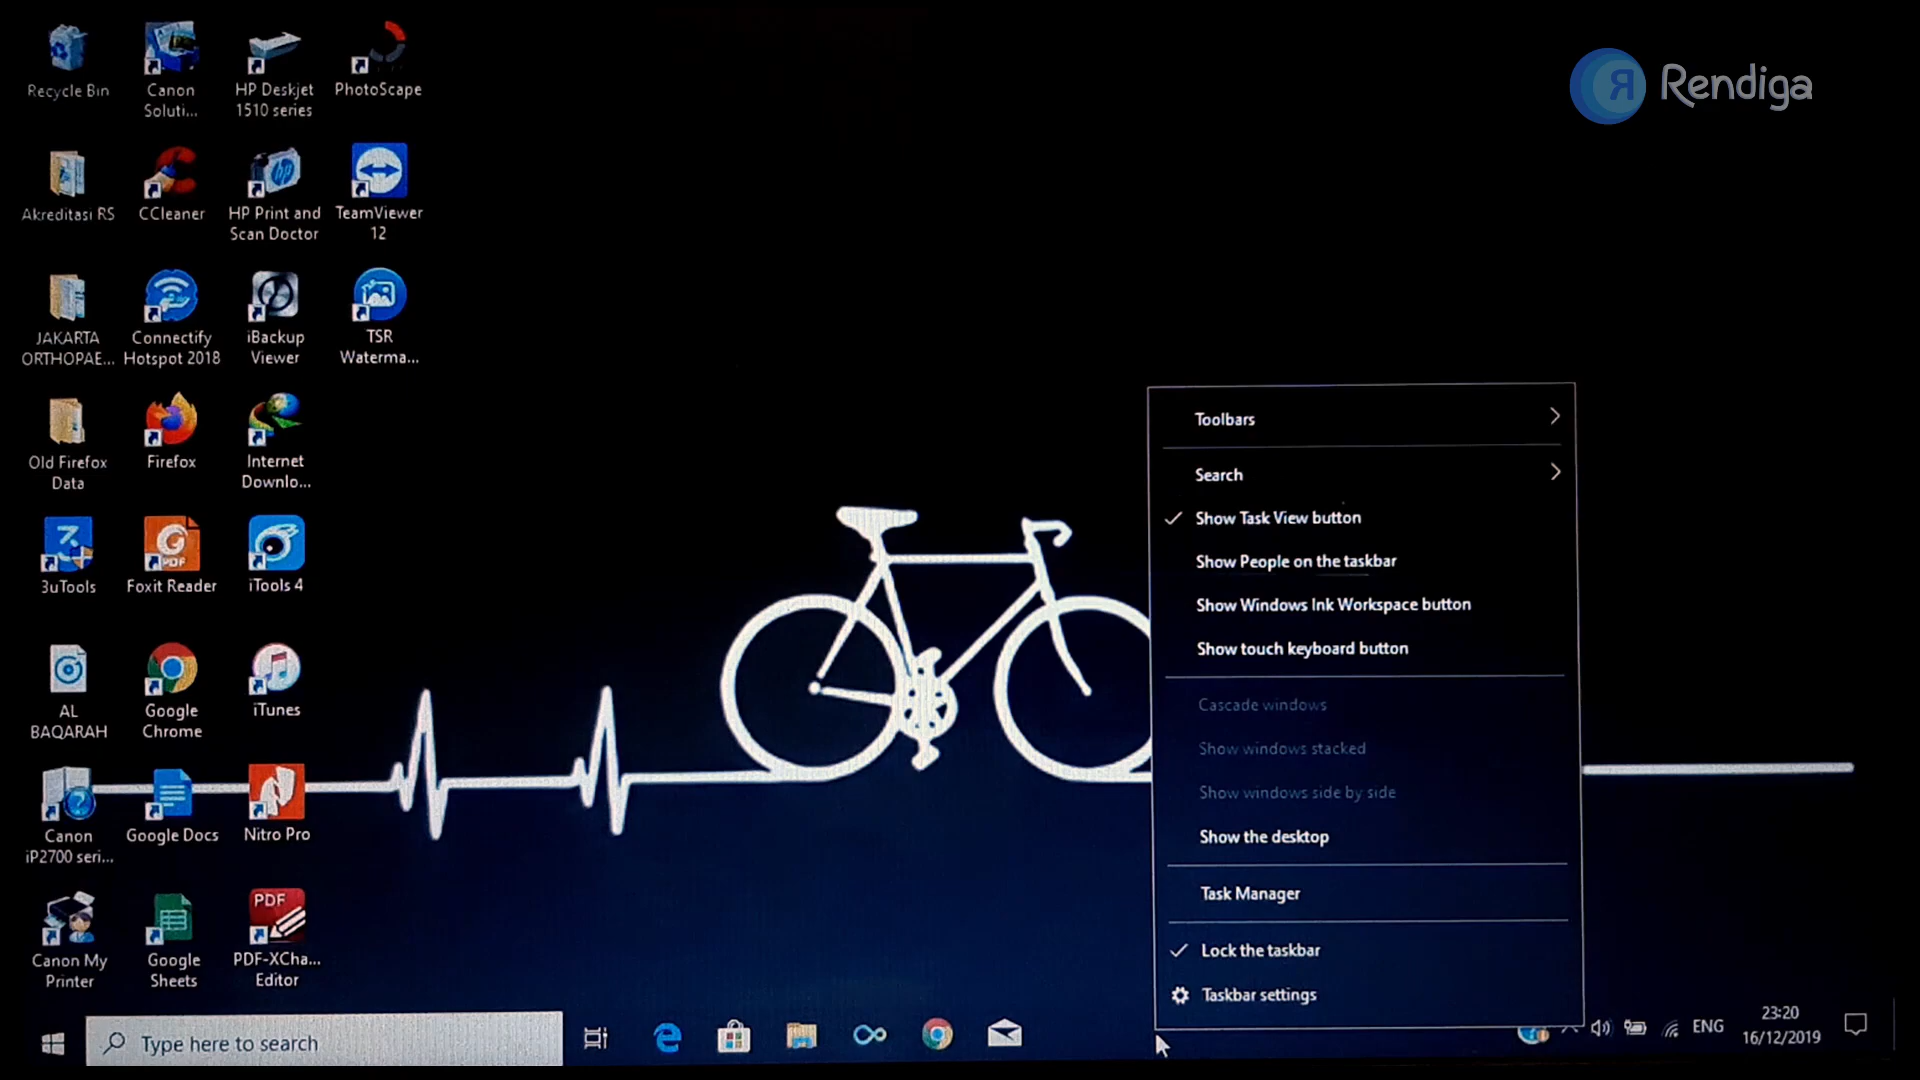 Recycle Bin
Canon
Soluti...
HP Deskjet
1510 series
PhotoScape
Rendiga
Akreditasi RS
CCleaner
HP Print and
Scan Doctor
TeamViewer
12
JAKARTA
ORTHOPAE...
Connectify
Hotspot 2018
iBackup
Viewer
TSR
Waterma...
Old Firefox
Data
Firefox
Internet
Downlo...
3uTools
PDF
Foxit Reader
iTools 4
AL
BAQARAH
Google
Chrome
iTunes
Canon
iP2700 seri...
Google Docs
Nitro Pro
Canon My
Printer
Google
Sheets
PDF
PDF-XCha...
Editor
Toolbars
Search
Show Task View button
Show People on the taskbar
Show Windows Ink Workspace button
Show touch keyboard button
Cascade windows
Show windows stacked
Show windows side by side
Show the desktop
Task Manager
Lock the taskbar
Taskbar settings
Type here to search
ENG
23:20
16/12/2019